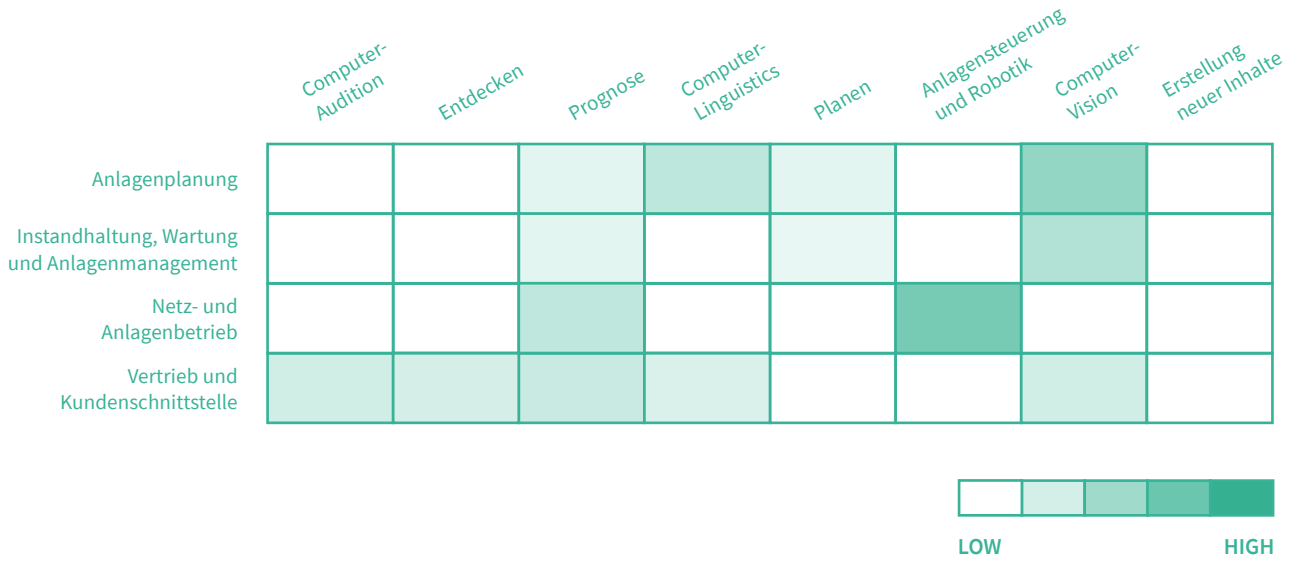 Computer-
Audition
Entdecken
Prognose
Computer-
Linguistics
Planen
Anlagensteuerung
und Robotik
Computer-
Vision
Erstellung
neuer Inhalte
Anlagenplanung
Instandhaltung, Wartung
und Anlagenmanagement
Netz- und
Anlagenbetrieb
Vertrieb und
Kundenschnittstelle
LOW
HIGH